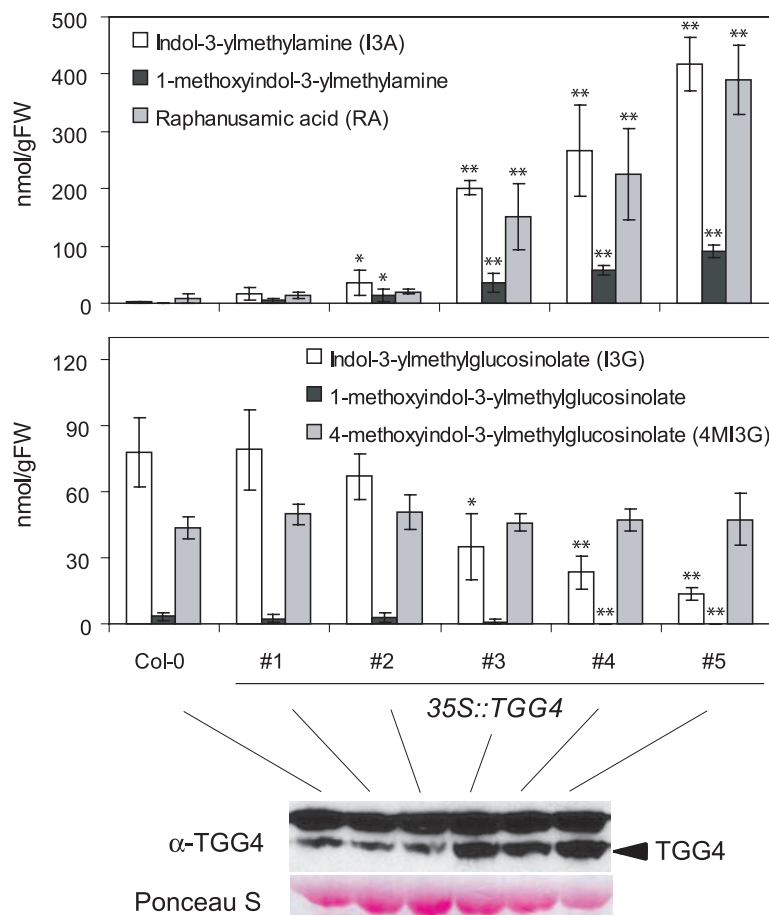 500
400
300
200
100
0
nmol/gFW
Indol-3-ylmethylamine (I3A)
1-methoxyindol-3-ylmethylamine
Raphanusamic acid (RA)
* *
** ** **
** ** **
** ** **
120
90
60
30
0
nmol/gFW
Indol-3-ylmethylglucosinolate (I3G)
1-methoxyindol-3-ylmethylglucosinolate
4-methoxyindol-3-ylmethylglucosinolate (4MI3G)
*
** **
** **
Col-0 #1 #2 #3 #4 #5
35S::TGG4
α-TGG4
TGG4
Ponceau S